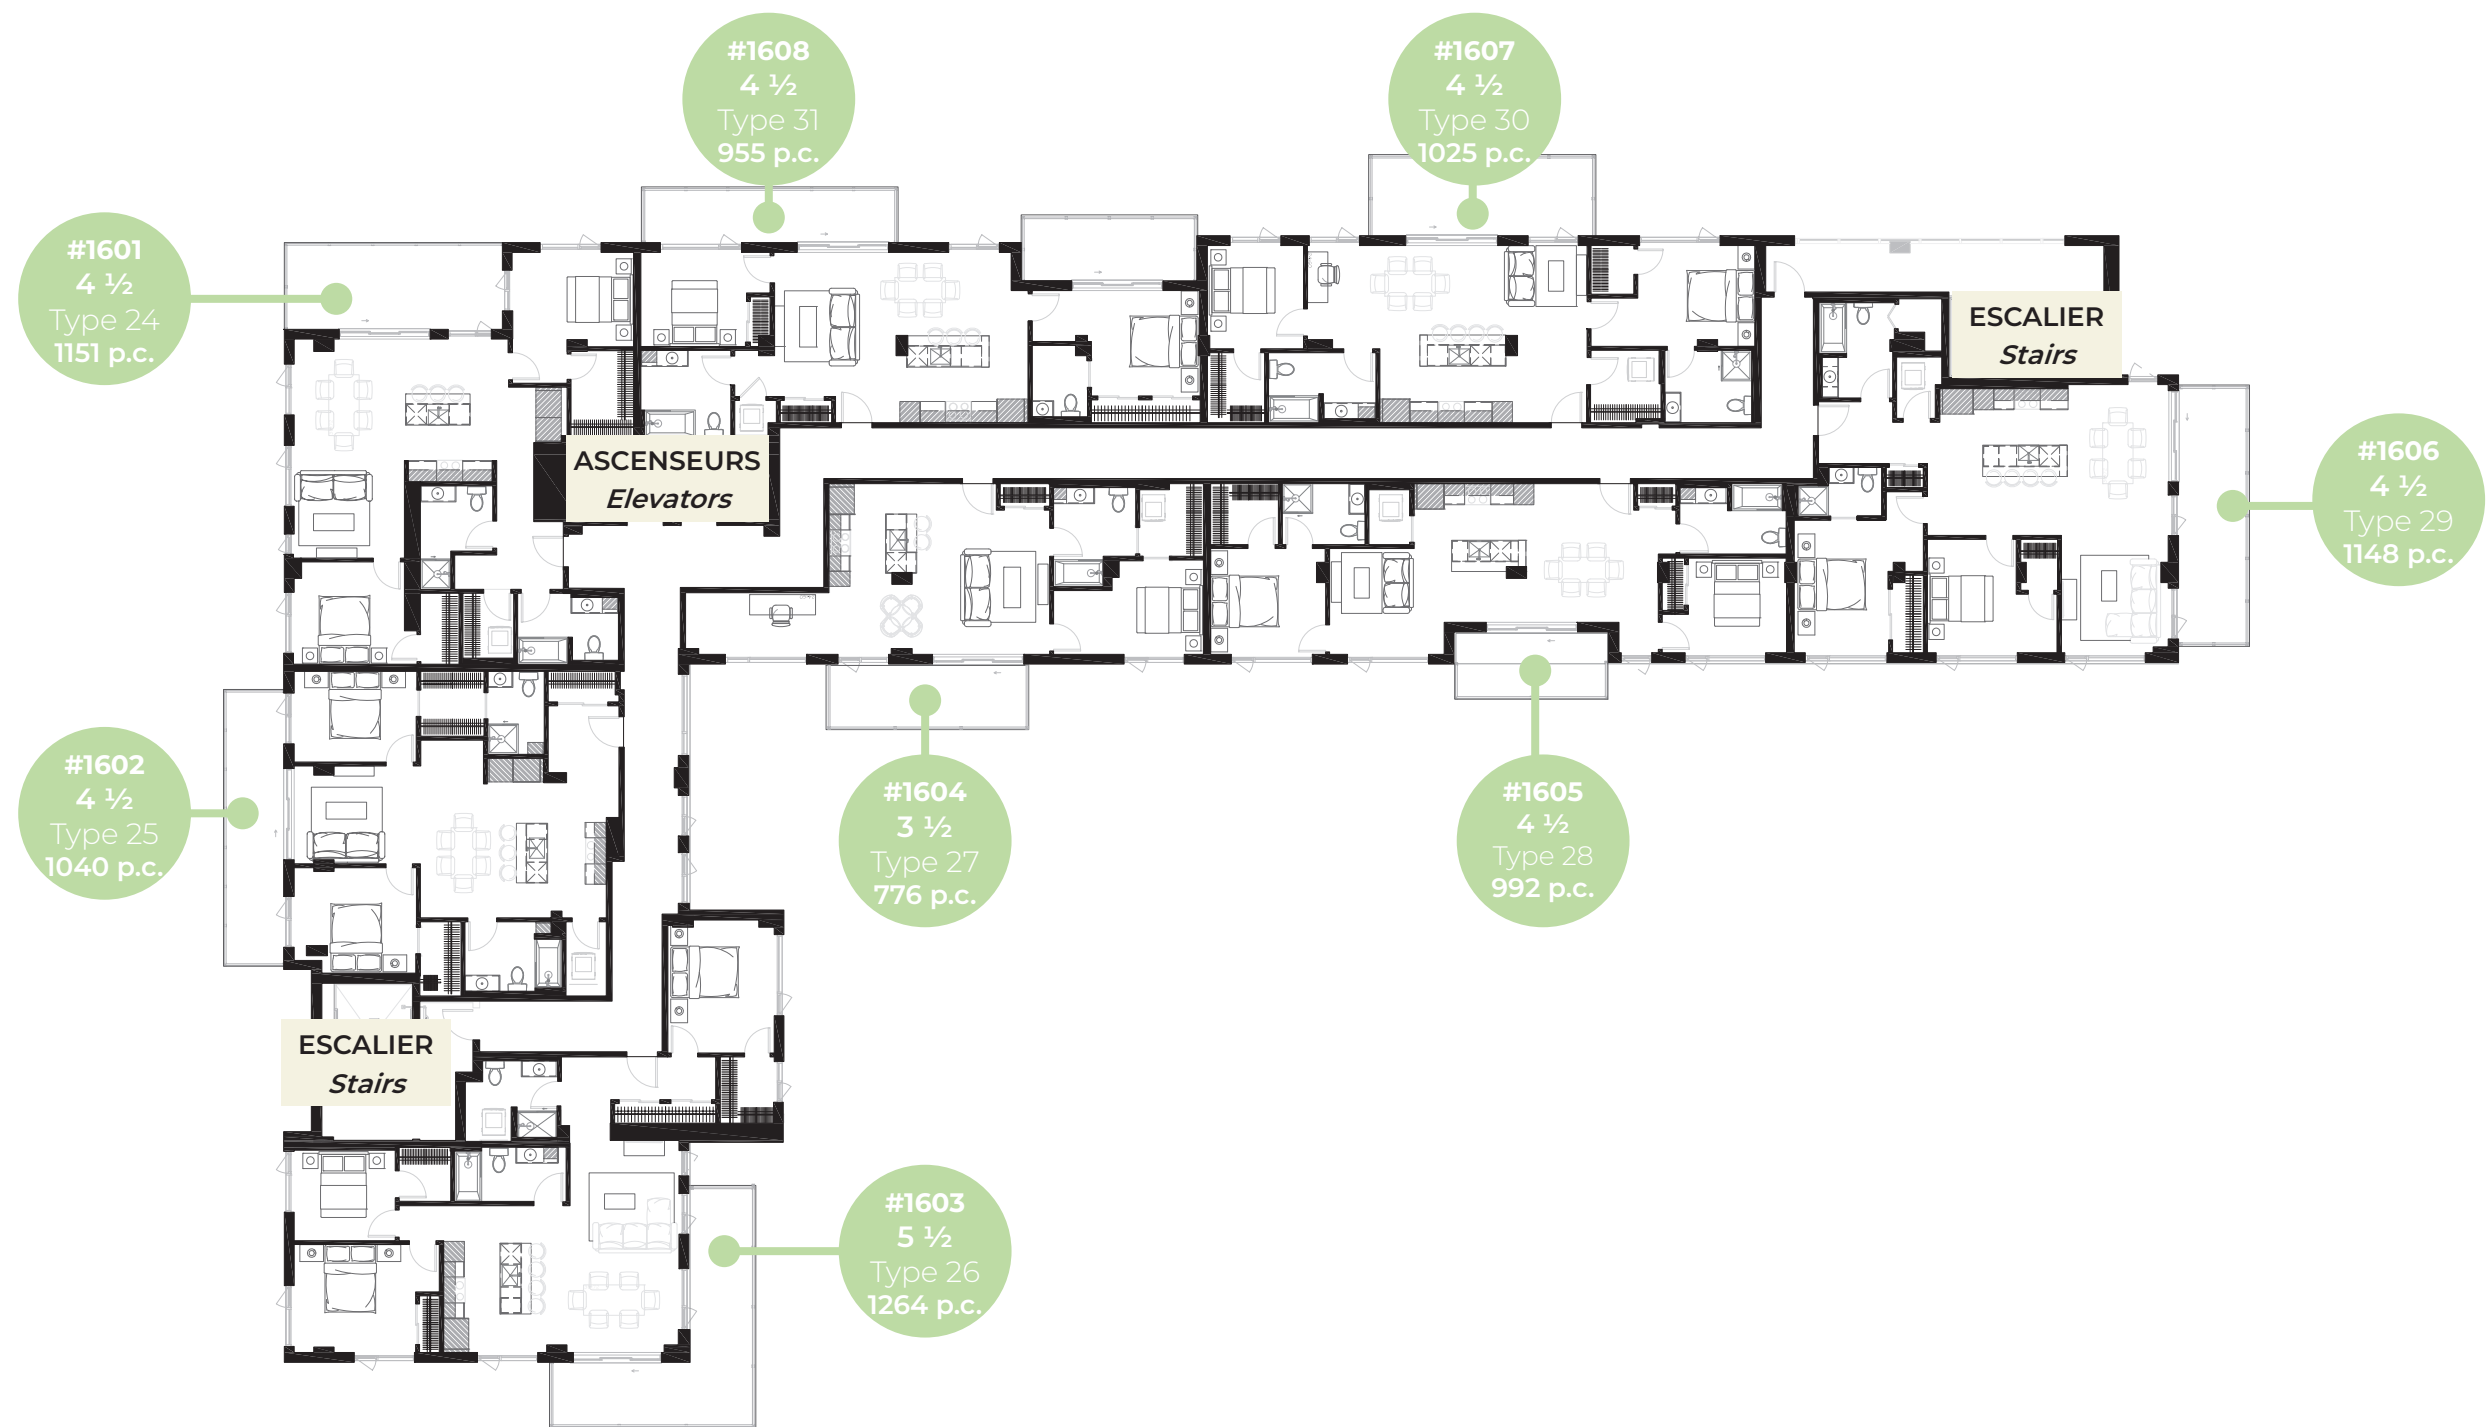 #1608
4 ½
Type 31
955 p.c.
#1607
4 ½
Type 30
1025 p.c.
#1601
4 ½
Type 24
1151 p.c.
ESCALIER
Stairs
ASCENSEURS
Elevators
#1606
4 ½
Type 29
1148 p.c.
#1602
4 ½
Type 25
1040 p.c.
#1604
3 ½
Type 27
776 p.c.
#1605
4 ½
Type 28
992 p.c.
ESCALIER
Stairs
#1603
5 ½
Type 26
1264 p.c.